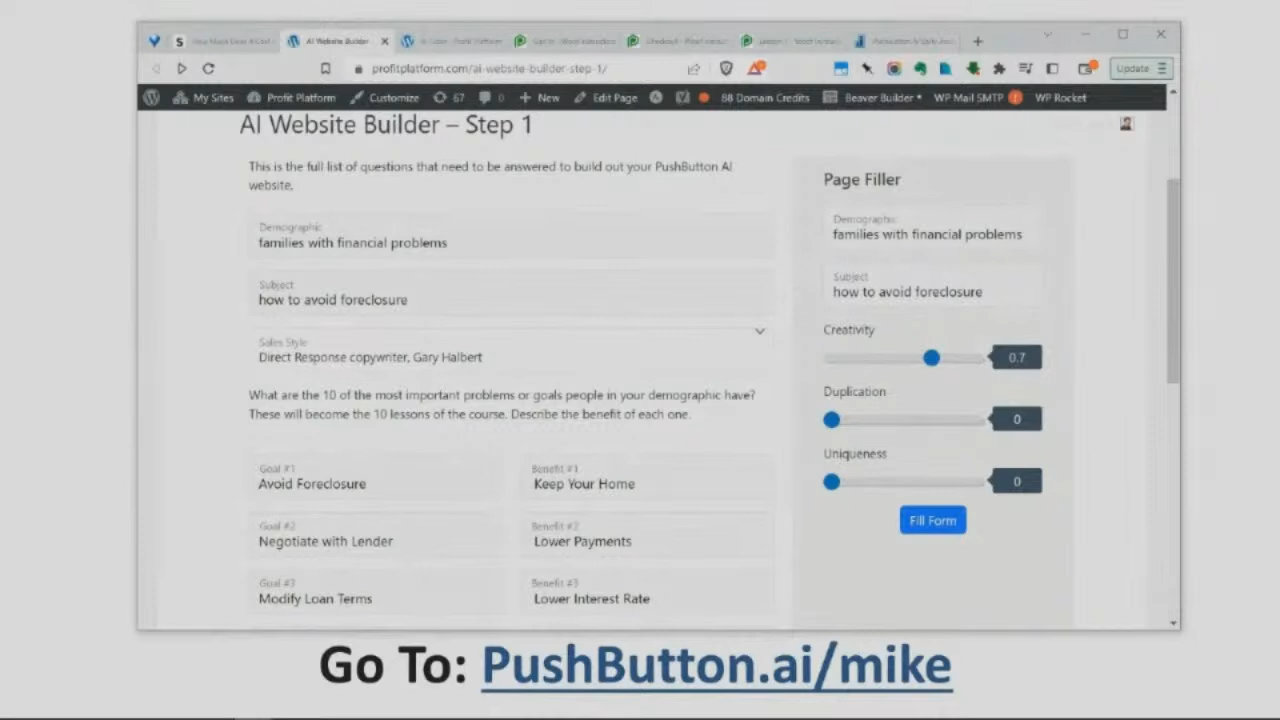 S
AI Website Builder
profitplatform.com/ai-website-builder-step-1/
Update
My Sites Profit Platform Customize 67 0 New Edit Page 88 Domain Credits Beaver Builder WP Mail SMTP WP Rocket
AI Website Builder – Step 1
This is the full list of questions that need to be answered to build out your PushButton AI
website.
Demographic
families with financial problems
Subject
how to avoid foreclosure
Sales Style
Direct Response copywriter, Gary Halbert
What are the 10 of the most important problems or goals people in your demographic have?
These will become the 10 lessons of the course. Describe the benefit of each one.
Goal #1 Benefit #1
Avoid Foreclosure Keep Your Home
Goal #2 Benefit #2
Negotiate with Lender Lower Payments
Goal #3 Benefit #3
Modify Loan Terms Lower Interest Rate
Page Filler
Demographic
families with financial problems
Subject
how to avoid foreclosure
Creativity
0.7
Duplication
0
Uniqueness
0
Fill Form
Go To: PushButton.ai/mike